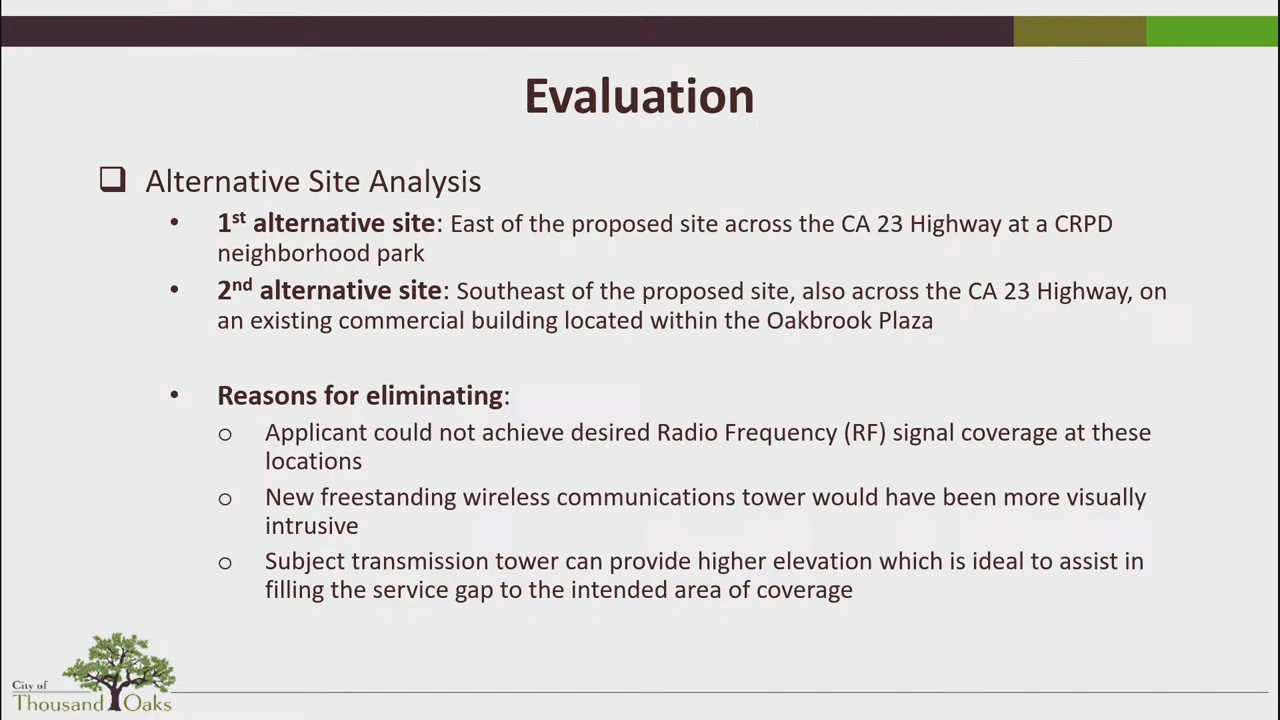 Evaluation
❑ Alternative Site Analysis
• 1st alternative site: East of the proposed site across the CA 23 Highway at a CRPD
neighborhood park
• 2nd alternative site: Southeast of the proposed site, also across the CA 23 Highway, on
an existing commercial building located within the Oakbrook Plaza
• Reasons for eliminating:
o Applicant could not achieve desired Radio Frequency (RF) signal coverage at these
locations
o New freestanding wireless communications tower would have been more visually
intrusive
o Subject transmission tower can provide higher elevation which is ideal to assist in
filling the service gap to the intended area of coverage
City of
Thousand Oaks